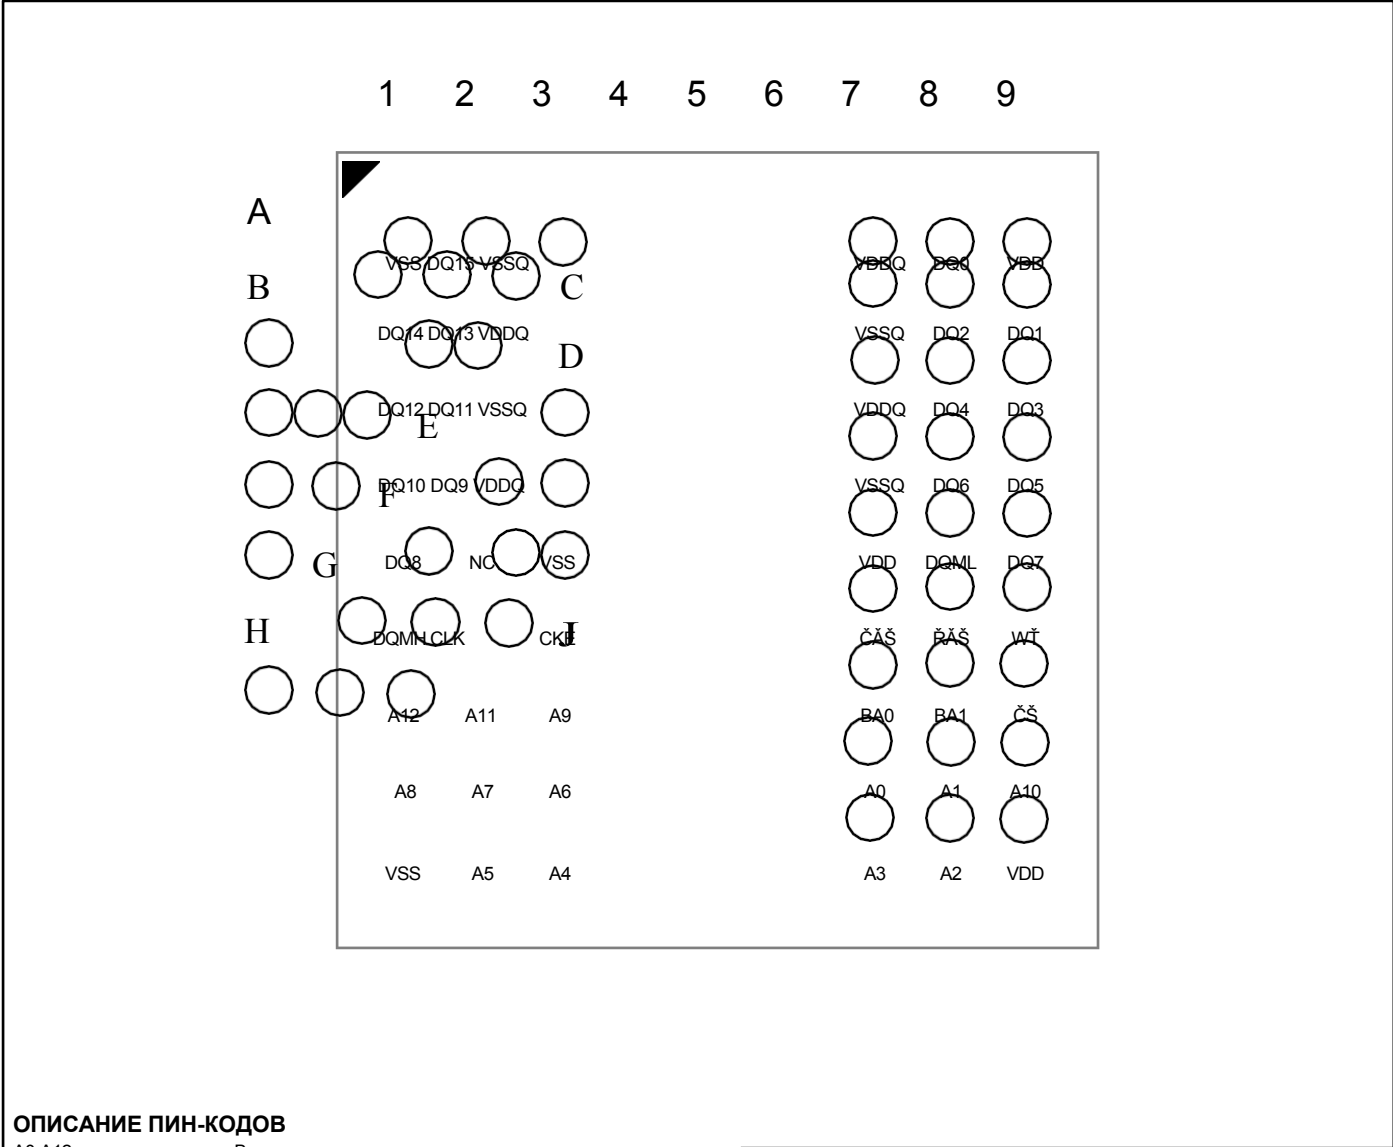 1 2 3 4 5 6 7 8 9
A
VSS DQ15 VSSQ VDDQ DQ0 VDD
B C
DQ14 DQ13 VDDQ VSSQ DQ2 DQ1
D
DQ12 DQ11 VSSQ VDDQ DQ4 DQ3
E
DQ10 DQ9 VDDQ VSSQ DQ6 DQ5
F
DQ8 NC VSS VDD DQML DQ7
G
H J
DQMH CLK CKE ČĂŠ ŘĂŠ WŤ
A12 A11 A9 BA0 BA1 ČŠ
A8 A7 A6 A0 A1 A10
VSS A5 A4 A3 A2 VDD
ОПИСАНИЕ ПИН-КОДОВ